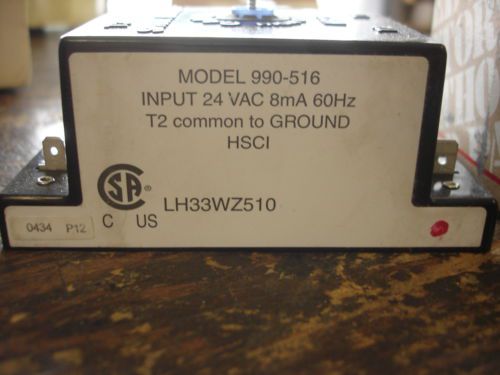 MODEL 990-516
INPUT 24 VAC 8mA 60Hz
T2 common to GROUND
HSCI
SA ®
LH33WZ510
C US
0434 P12